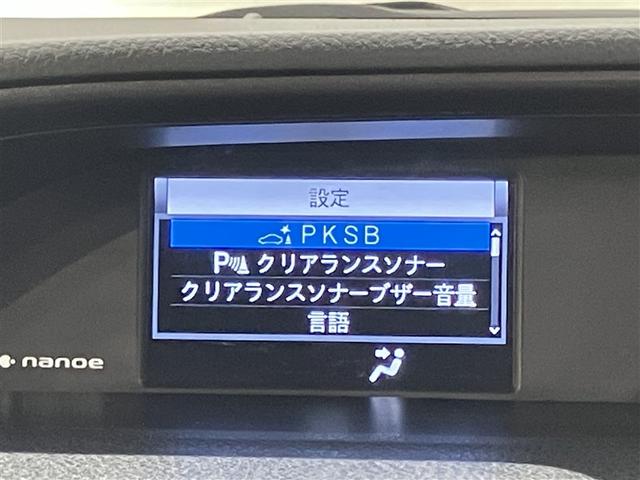 設定
PKSB
P クリアランスソナー
クリアランスソナーブザー音量
言語
nanoe